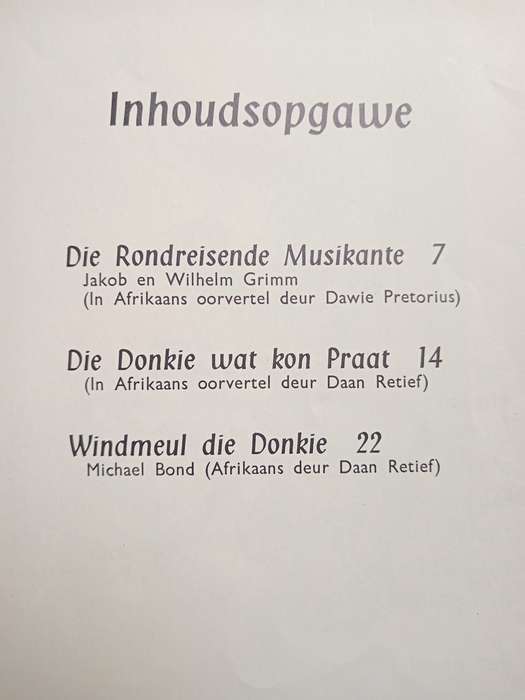 Inhoudsopgawe
Die Rondreisende Musikante 7
Jakob en Wilhelm Grimm
(In Afrikaans oorvertel deur Dawie Pretorius)
Die Donkie wat kon Praat 14
(In Afrikaans oorvertel deur Daan Retief)
Windmeul die Donkie 22
Michael Bond (Afrikaans deur Daan Retief)